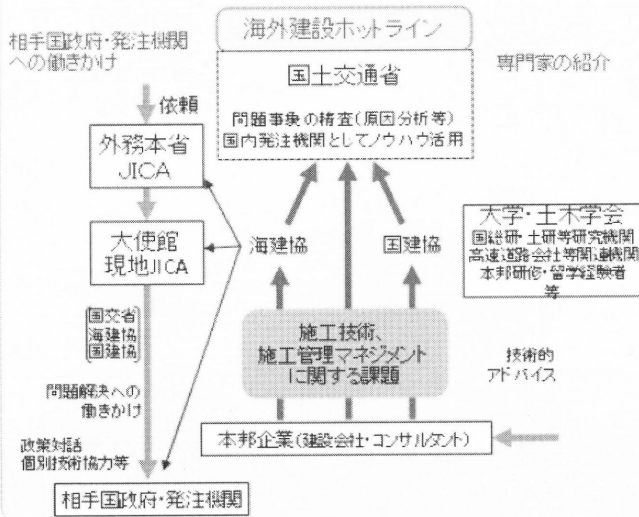 海外建設ホットライン
相手国政府・発注機関
への働きかけ
国土交通省
専門家の紹介
依頼
問題事象の精査(原因分析等)
国内発注機関としてノウハウ活用
外務本省
JICA
大使館
現地JICA
海建協
国建協
大学・土木学会
国総研・土研等研究機関
高速道路会社等関連機関
本邦研修・留学経験者
等
国交省
海建協
国建協
施工技術、
施工管理マネジメント
に関する課題
技術的
アドバイス
問題解決への
働きかけ
本邦企業(建設会社・コンサルタント)
政策対話
個別技術協力等
相手国政府・発注機関